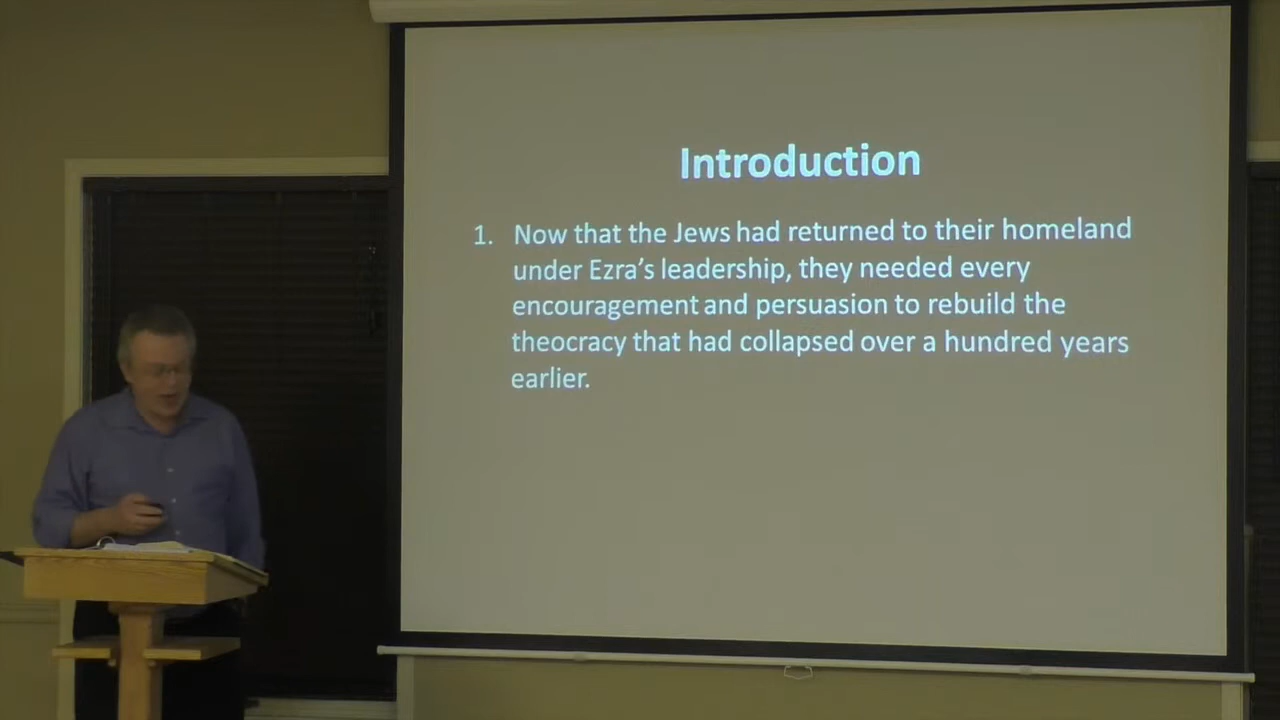 Introduction
1. Now that the Jews had returned to their homeland
under Ezra's leadership, they needed every
encouragement and persuasion to rebuild the
theocracy that had collapsed over a hundred years
earlier.